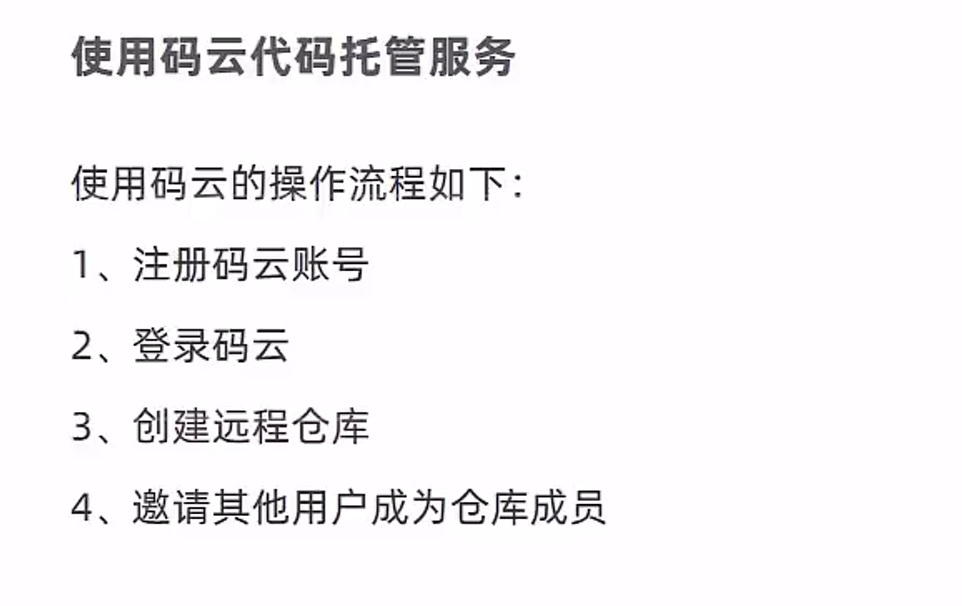 使用码云代码托管服务
使用码云的操作流程如下：
1、注册码云账号
2、登录码云
3、创建远程仓库
4、邀请其他用户成为仓库成员